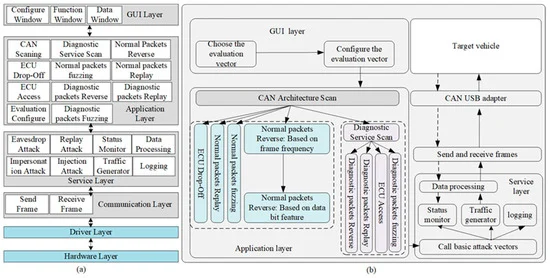 Configure
Window
Function
Window
Data
Window
GUI Layer
CAN
Scaning
Diagnostic
Service Scan
Normal Packets
Reverse
ECU
Drop-Off
Normal packets
fuzzing
Normal packets
Replay
ECU
Access
Diagnostic
packets Reverse
Diagnostic
packets Replay
Evaluation
Configure
Diagnostic
packets Fuzzing
Application
Layer
Eavesdrop
Attack
Replay
Attack
Status
Monitor
Data
Processing
Impersonat
ion Attack
Injection
Attack
Traffic
Generator
Logging
Service Layer
Send
Frame
Receive
Frame
Communication Layer
Driver Layer
Hardware Layer
(a)
GUI layer
Choose the
evaluation
vector
Configure the
evaluation vector
CAN Architecture Scan
ECU Drop-Off
Normal packets Replay
Normal packets fuzzing
Normal packets
Reverse: Based on
frame frequency
Normal packets
Reverse: Based on data
bit feature
Diagnostic
Service Scan
Diagnostic packets Reverse
Diagnostic packets Replay
ECU Access
Diagnostic packets fuzzing
Application layer
Target vehicle
CAN USB adapter
Send and receive frames
Data processing
Service
layer
Status
monitor
Traffic
generator
logging
Call basic attack vectors
(b)